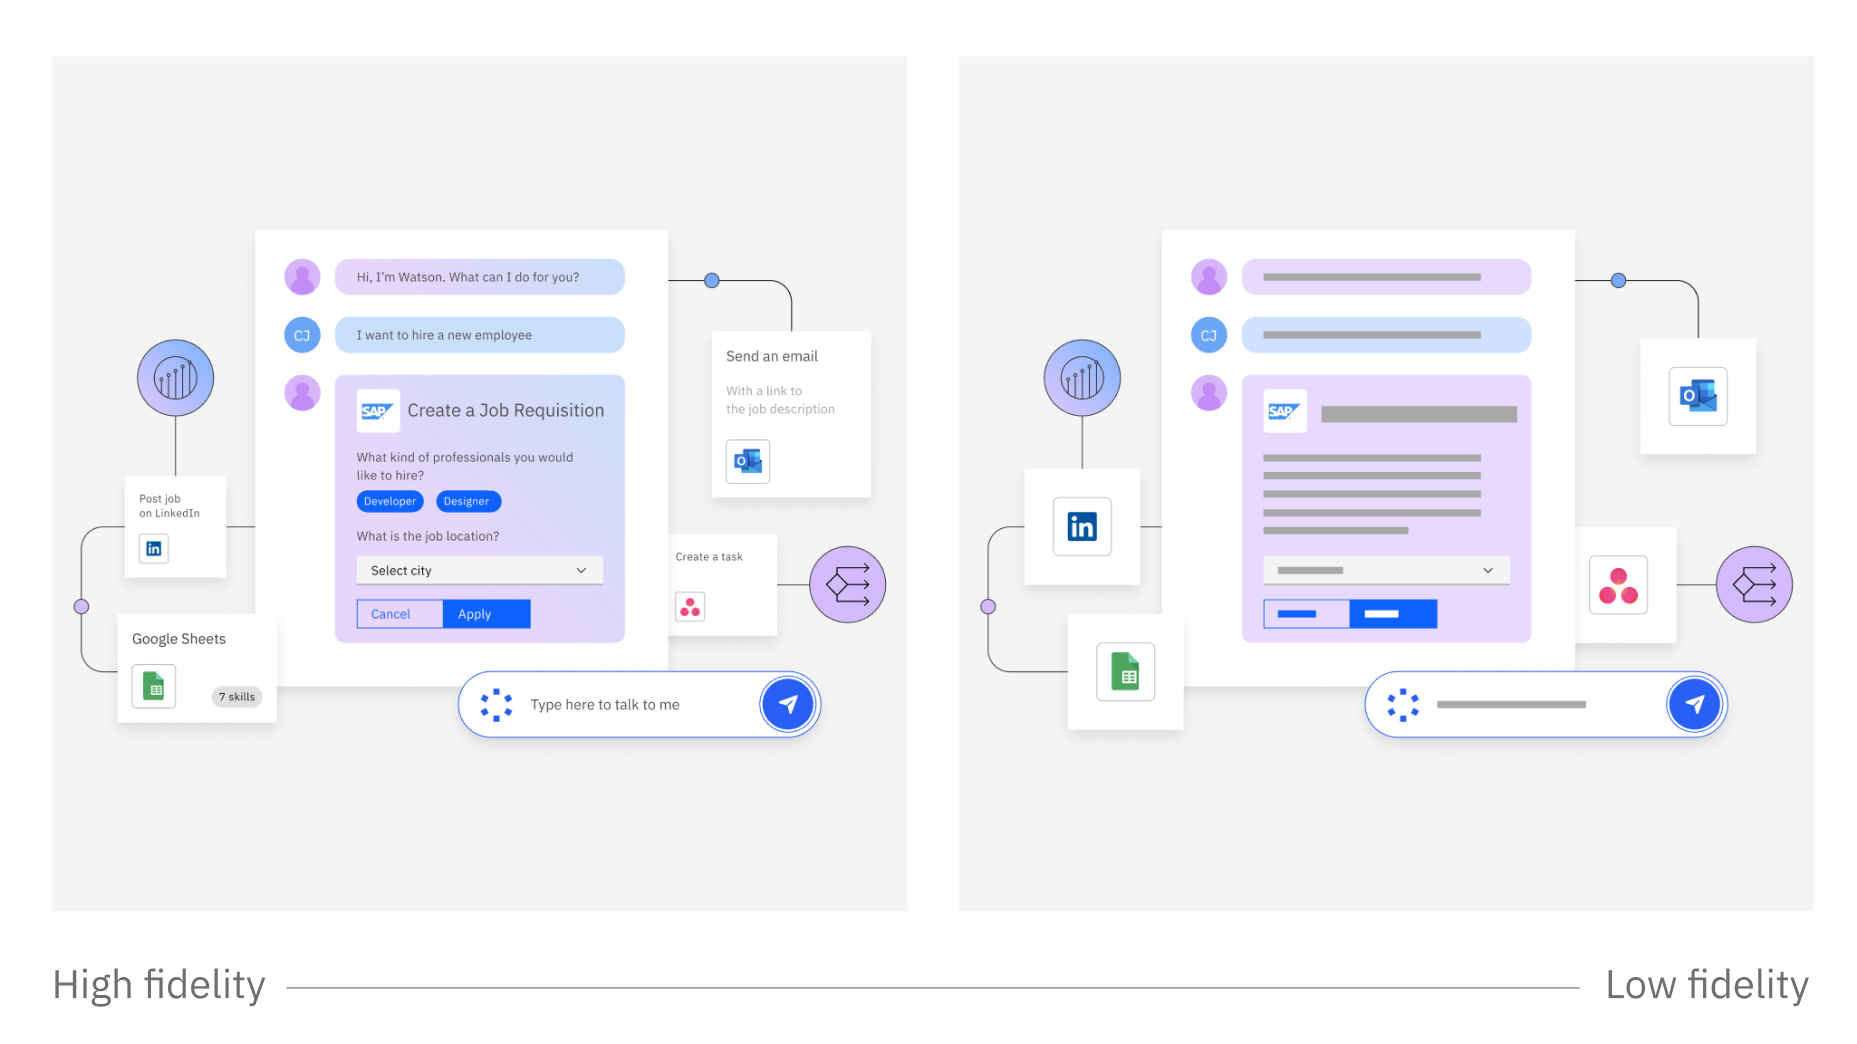 Hi, I'm Watson. What can I do for you?
CJ
I want to hire a new employee
SAP
Create a Job Requisition
What kind of professionals you would
like to hire?
Developer
Designer
What is the job location?
Select city
Cancel
Apply
Send an email
With a link to
the job description
O
Post job
on LinkedIn
in
Create a task
Google Sheets
7 skills
Type here to talk to me
CJ
SAP
O
in
High fidelity
Low fidelity